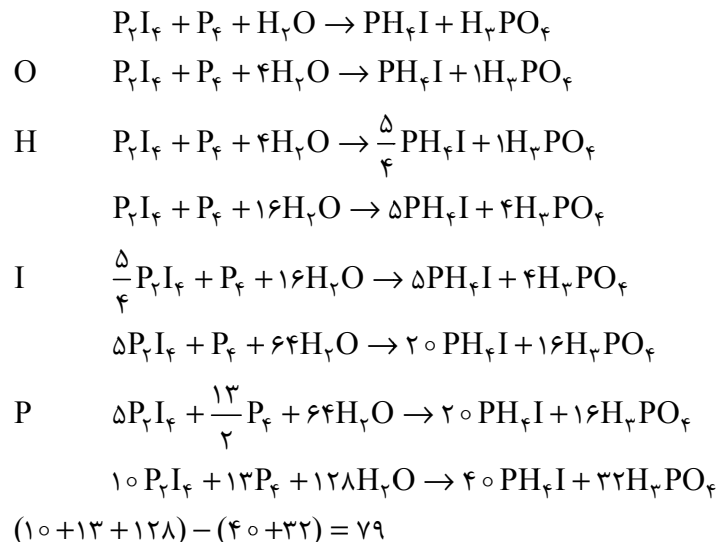 P₂I₄ + P₄ + H₂O → PH₄I + H₃PO₄
O P₂I₄ + P₄ + ۴H₂O → PH₄I + ۱H₃PO₄
H P₂I₄ + P₄ + ۴H₂O → ۵/۴ PH₄I + ۱H₃PO₄
P₂I₄ + P₄ + ۱۶H₂O → ۵PH₄I + ۴H₃PO₄
I ۵/۴ P₂I₄ + P₄ + ۱۶H₂O → ۵PH₄I + ۴H₃PO₄
۵P₂I₄ + P₄ + ۶۴H₂O → ۲۰PH₄I + ۱۶H₃PO₄
P ۵P₂I₄ + ۱۳/۲ P₄ + ۶۴H₂O → ۲۰PH₄I + ۱۶H₃PO₄
۱۰P₂I₄ + ۱۳P₄ + ۱۲۸H₂O → ۴۰PH₄I + ۳۲H₃PO₄
(۱۰+۱۳+۱۲۸) − (۴۰+۳۲) = ۷۹